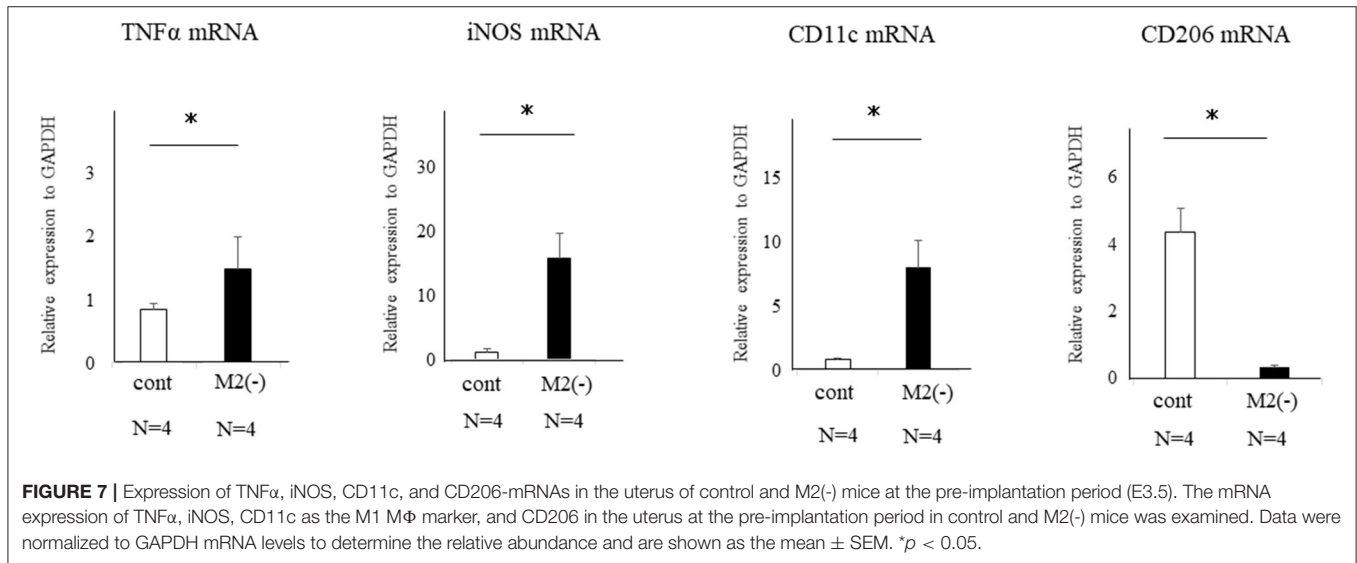 TNFα mRNA
iNOS mRNA
CD11c mRNA
CD206 mRNA
Relative expression to GAPDH
*
3
2
1
0
cont M2(-)
N=4 N=4
Relative expression to GAPDH
*
30
20
10
0
cont M2(-)
N=4 N=4
Relative expression to GAPDH
*
15
10
5
0
cont M2(-)
N=4 N=4
Relative expression to GAPDH
*
6
4
2
0
cont M2(-)
N=4 N=4
FIGURE 7 | Expression of TNFα, iNOS, CD11c, and CD206-mRNAs in the uterus of control and M2(-) mice at the pre-implantation period (E3.5). The mRNA
expression of TNFα, iNOS, CD11c as the M1 MΦ marker, and CD206 in the uterus at the pre-implantation period in control and M2(-) mice was examined. Data were
normalized to GAPDH mRNA levels to determine the relative abundance and are shown as the mean ± SEM. *p < 0.05.